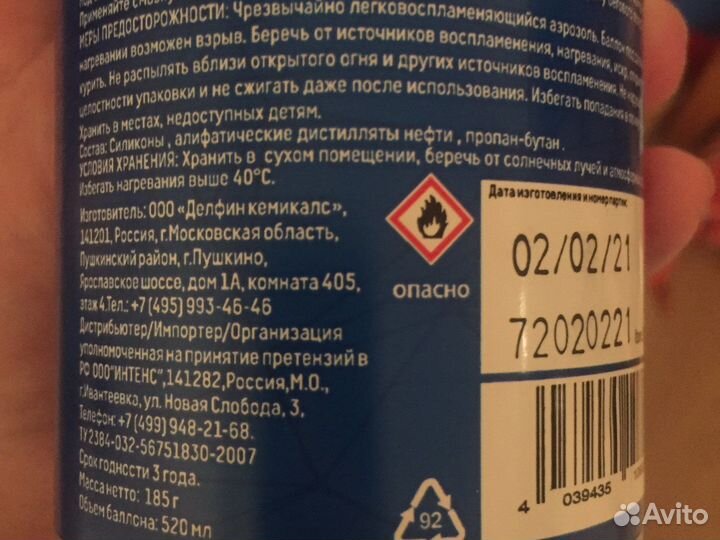 МЕРЫ ПРЕДОСТОРОЖНОСТИ: Чрезвычайно легковоспламеняющийся аэрозоль. Баллон
нагревании возможен взрыв. Беречь от источников воспламенения, нагревания, искр,
курить. Не распылять вблизи открытого огня и других источников воспламенения. Не
целостности упаковки и не сжигать даже после использования. Избегать попадания в
Хранить в местах, недоступных детям.
Состав: Силиконы, алифатические дистилляты нефти, пропан-бутан.
УСЛОВИЯ ХРАНЕНИЯ: Хранить в сухом помещении, беречь от солнечных лучей и
Избегать нагревания выше 40°С.
Изготовитель: ООО «Делфин кемикалс»,
141201, Россия, г.Московская область,
Пушкинский район, г.Пушкино,
Ярославское шоссе, дом 1А, комната 405,
этаж 4.Тел.: +7 (495) 993-46-46
Дистрибьютер/Импортер/Организация
уполномоченная на принятие претензий в
РФ ООО"ИНТЕНС",141282,Россия,М.О.,
г.Ивантеевка, ул. Новая Слобода, 3,
Телефон: +7 (499) 948-21-68.
ТУ 2384-032-56751830-2007
Срок годности 3 года.
Масса нетто: 185 г
Объем баллона: 520 мл
опасно
92
Дата изготовления и номер партии:
02/02/21
72020221
4 039435
Avito